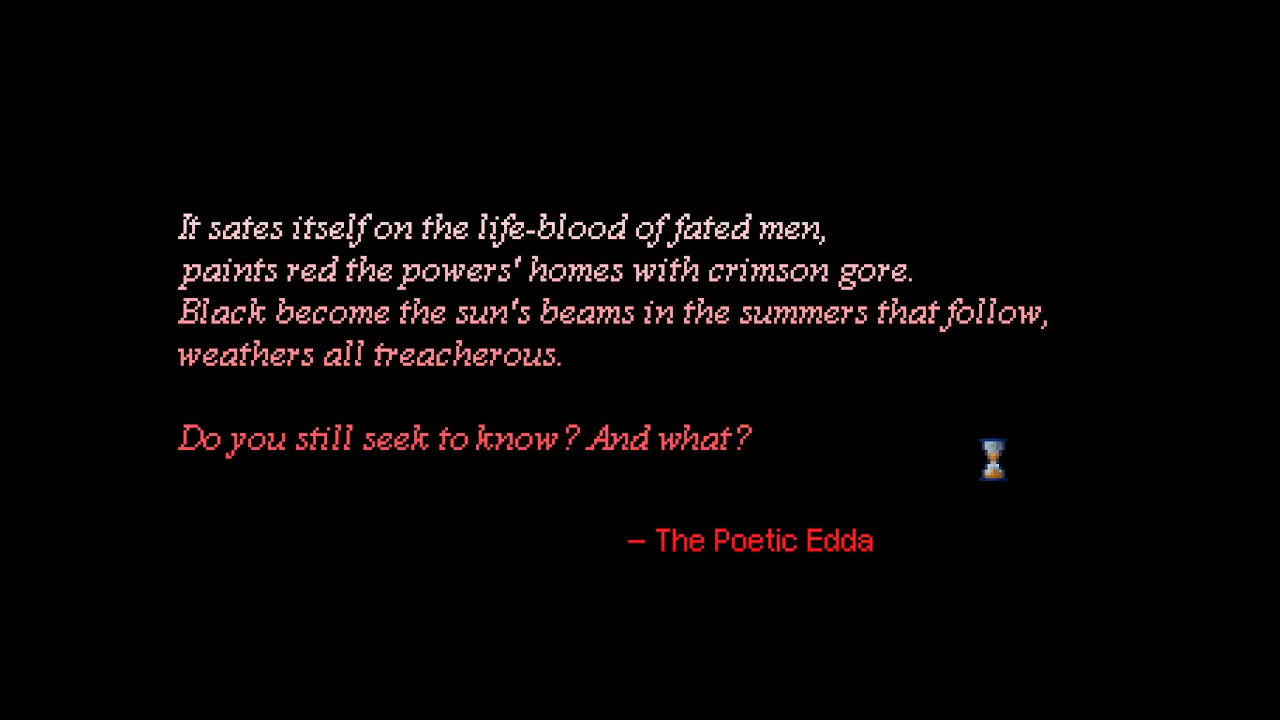 It sates itself on the life-blood of fated men,
paints red the powers' homes with crimson gore.
Black become the sun's beams in the summers that follow,
weathers all treacherous.
Do you still seek to know? And what?
– The Poetic Edda